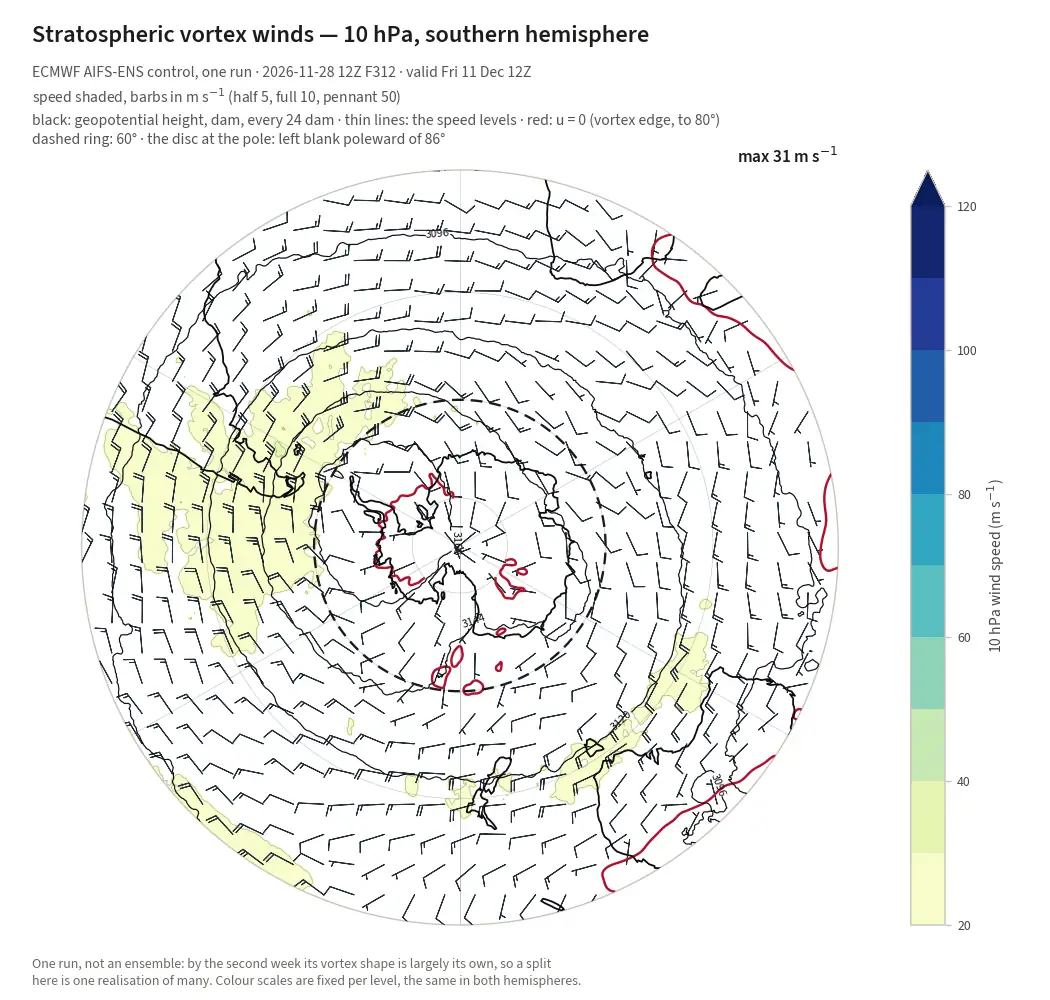 Stratospheric vortex winds — 10 hPa, southern hemisphere
ECMWF AIFS-ENS control, one run · 2026-11-28 12Z F312 · valid Fri 11 Dec 12Z
speed shaded, barbs in m s⁻¹ (half 5, full 10, pennant 50)
black: geopotential height, dam, every 24 dam · thin lines: the speed levels · red: u = 0 (vortex edge, to 80°)
dashed ring: 60° · the disc at the pole: left blank poleward of 86°
max 31 m s⁻¹
120
100
80
60
40
20
10 hPa wind speed (m s⁻¹)
3096
3120
3096
One run, not an ensemble: by the second week its vortex shape is largely its own, so a split
here is one realisation of many. Colour scales are fixed per level, the same in both hemispheres.